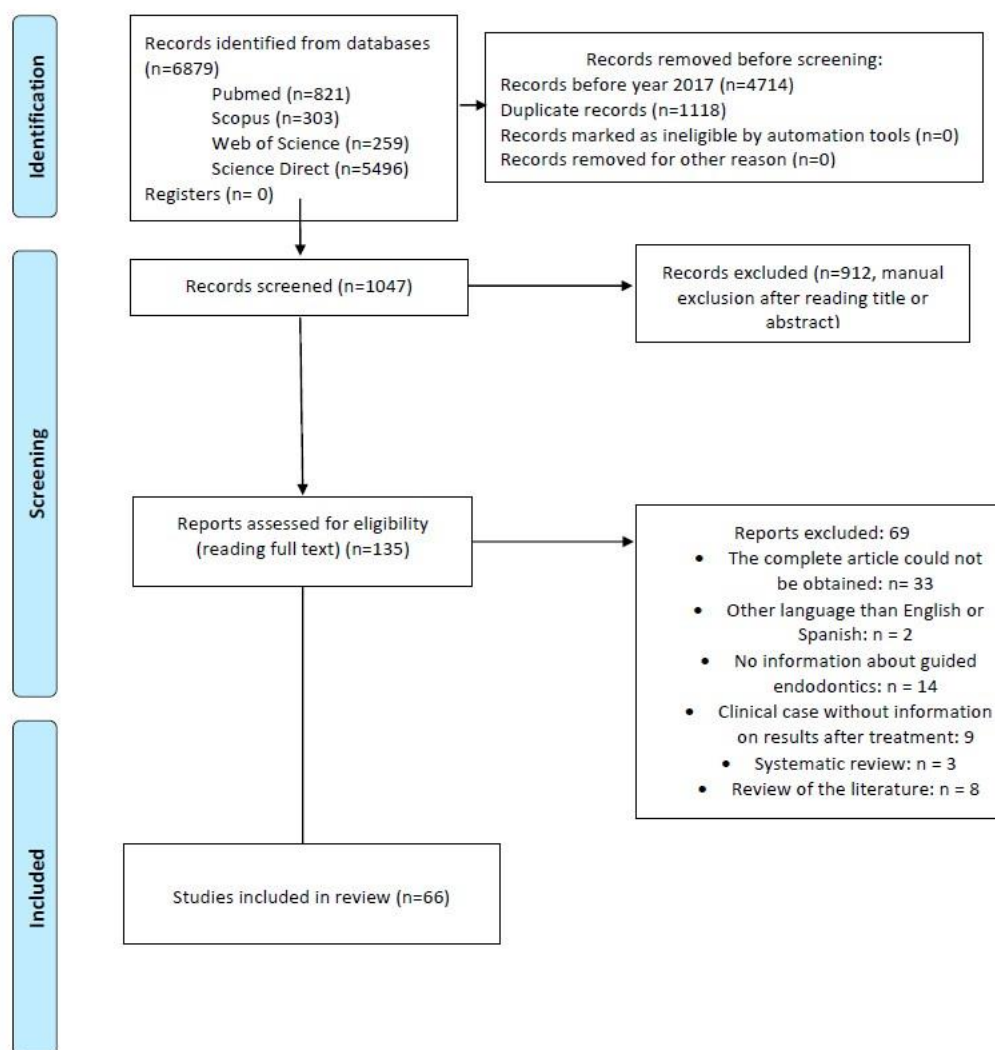 Identification
Records identified from databases
(n=6879)
Pubmed (n=821)
Scopus (n=303)
Web of Science (n=259)
Science Direct (n=5496)
Registers (n= 0)
Records removed before screening:
Records before year 2017 (n=4714)
Duplicate records (n=1118)
Records marked as ineligible by automation tools (n=0)
Records removed for other reason (n=0)
Screening
Records screened (n=1047)
Records excluded (n=912, manual
exclusion after reading title or
abstract)
Reports assessed for eligibility
(reading full text) (n=135)
Reports excluded: 69
• The complete article could not
be obtained: n= 33
• Other language than English or
Spanish: n = 2
• No information about guided
endodontics: n = 14
• Clinical case without information
on results after treatment: 9
• Systematic review: n = 3
• Review of the literature: n = 8
Included
Studies included in review (n=66)